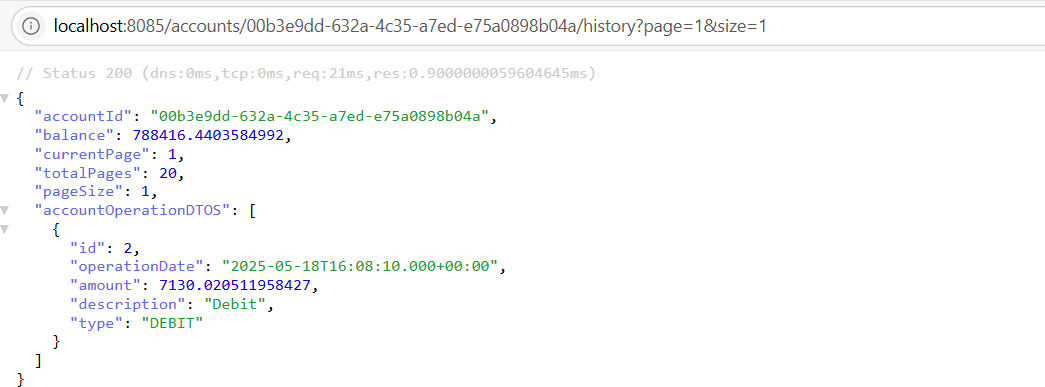 localhost:8085/accounts/00b3e9dd-632a-4c35-a7ed-e75a0898b04a/history?page=1&size=1
// Status 200 (dns:0ms,tcp:0ms,req:21ms,res:0.9000000059604645ms)
{
"accountId": "00b3e9dd-632a-4c35-a7ed-e75a0898b04a",
"balance": 788416.4403584992,
"currentPage": 1,
"totalPages": 20,
"pageSize": 1,
"accountOperationDTOS": [
{
"id": 2,
"operationDate": "2025-05-18T16:08:10.000+00:00",
"amount": 7130.020511958427,
"description": "Debit",
"type": "DEBIT"
}
]
}